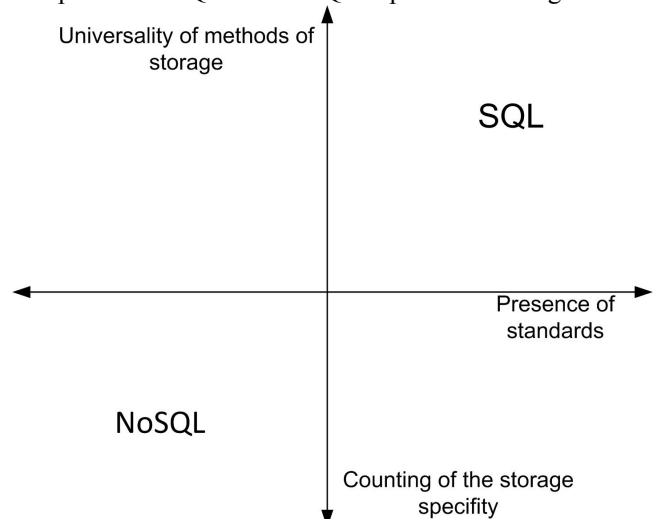 Universality of methods of
storage
SQL
Presence of
standards
NoSQL
Counting of the storage
specifity